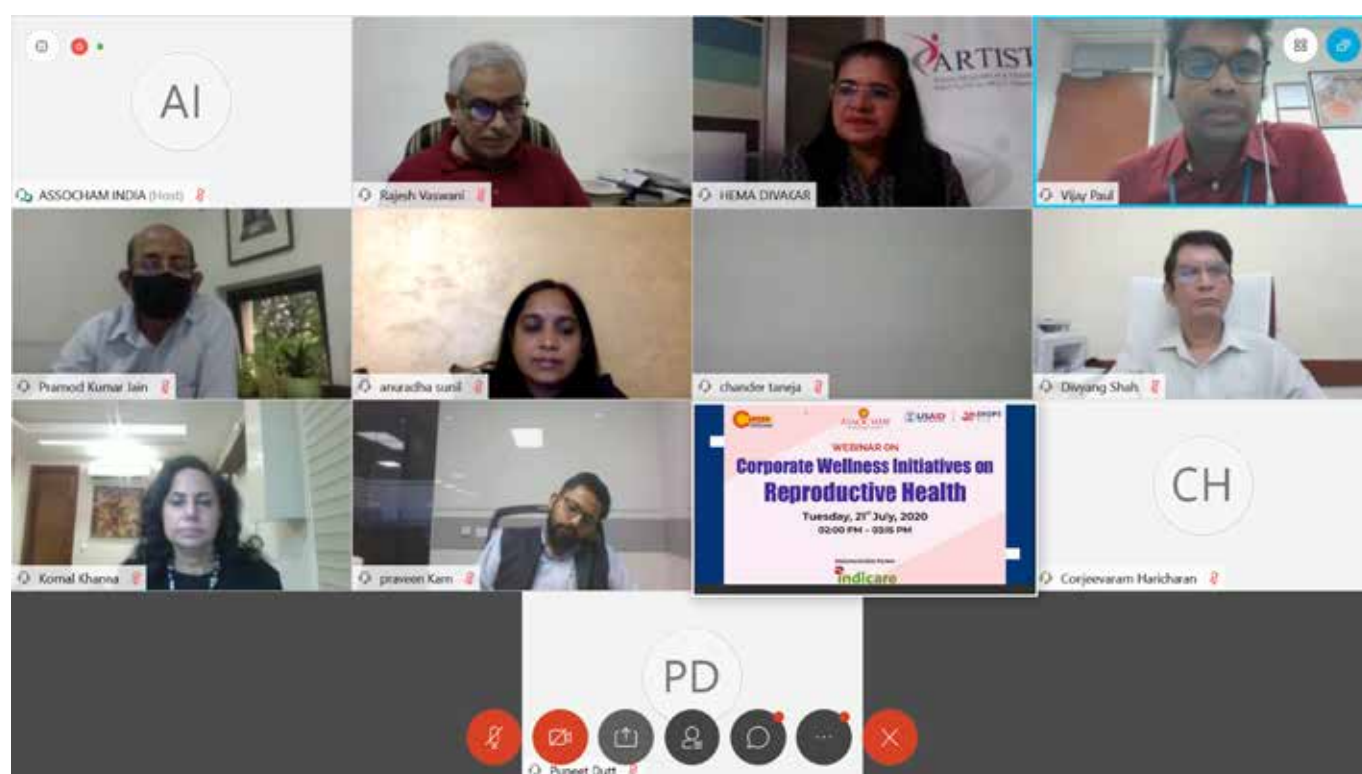 AI
ASSOCHAM INDIA (Host)
Rajesh Vaswani
ARTIST
HEMA DIVAKAR
Vijay Paul
Pramod Kumar Jain
anuradha sunil
chander taneja
Divyang Shah
Komal Khanna
praveen Karn
USAID
WEBINAR ON
Corporate Wellness Initiatives on
Reproductive Health
Tuesday, 21st July, 2020
02:00 PM - 03:15 PM
indicare
CH
Corjeevaram Haricharan
PD
Puneet Dutt